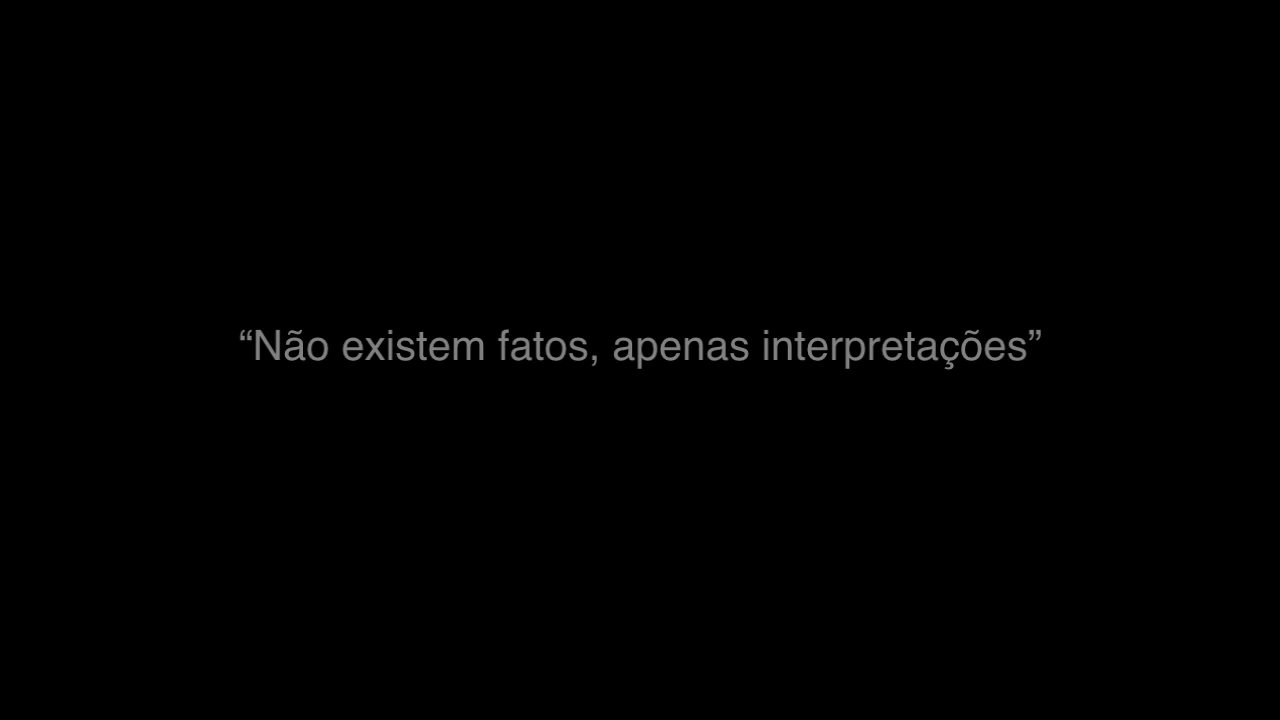 “Não existem fatos, apenas interpretações”